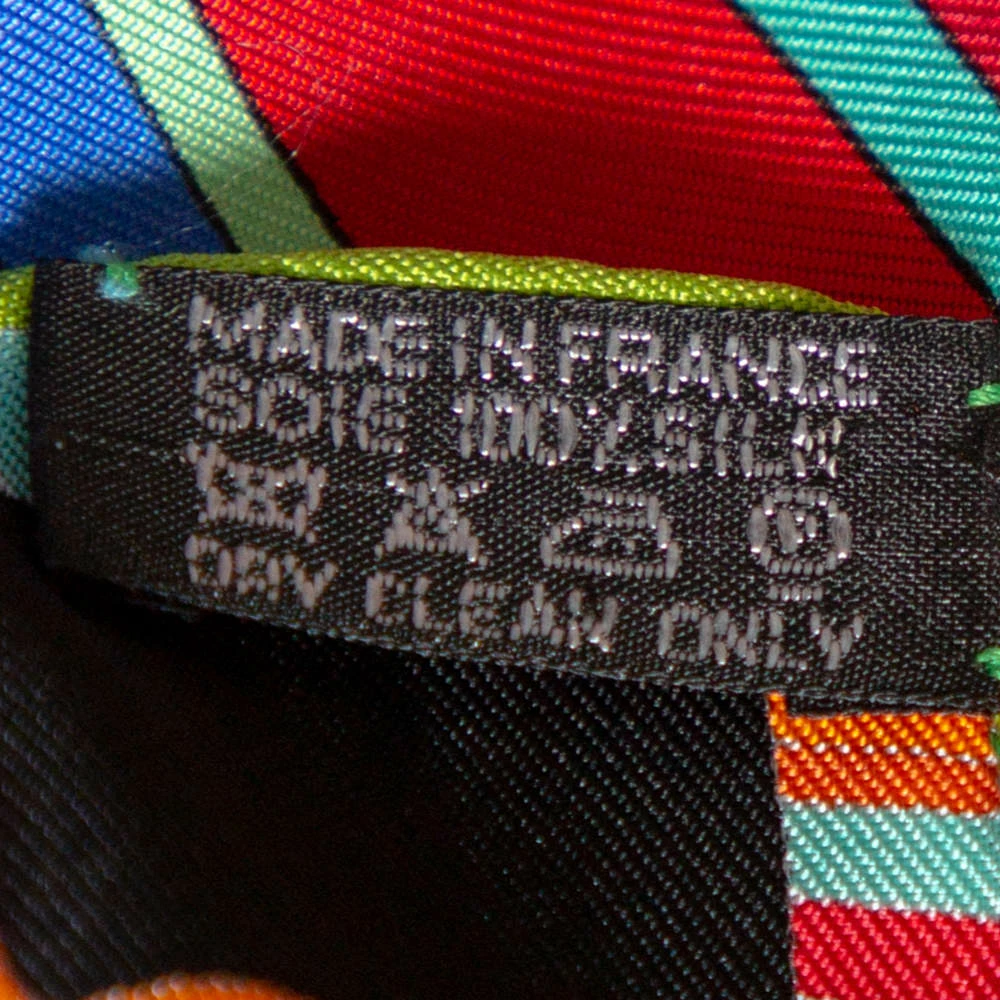 MADE IN FRANCE
SOIE 100% SILK
DRY CLEAN ONLY